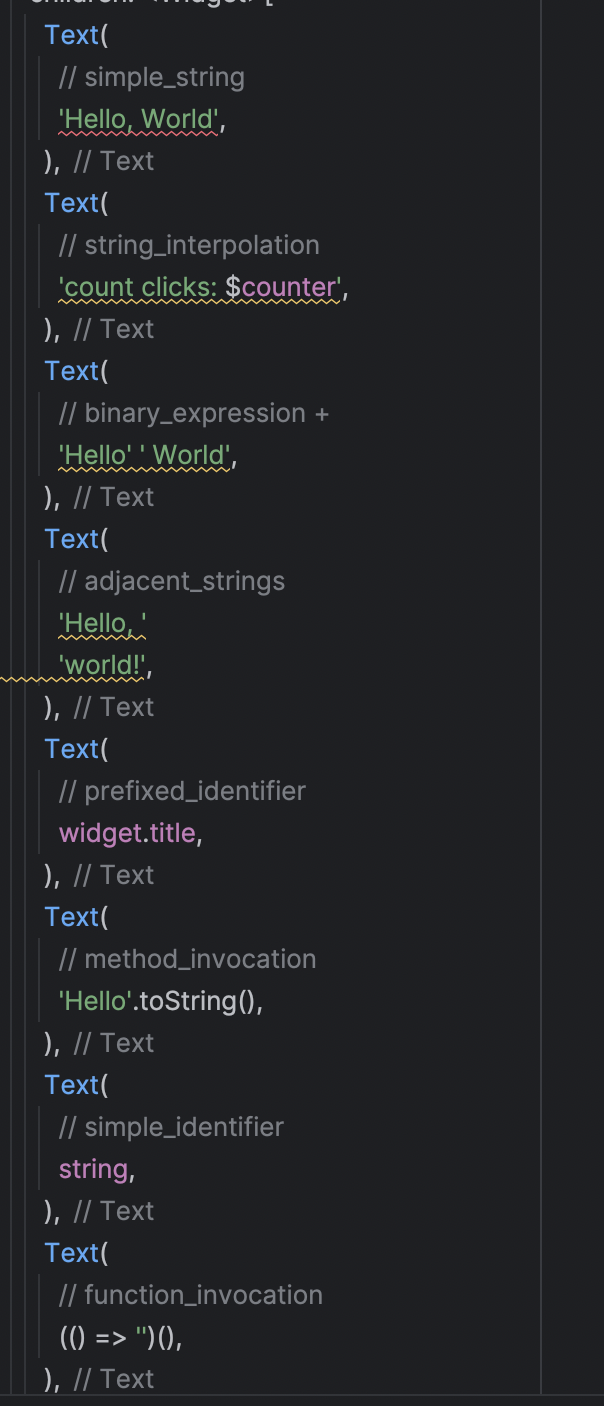 children: <Widget>[
Text(
// simple_string
'Hello, World',
), // Text
Text(
// string_interpolation
'count clicks: $counter',
), // Text
Text(
// binary_expression +
'Hello' ' World',
), // Text
Text(
// adjacent_strings
'Hello, '
'world!',
), // Text
Text(
// prefixed_identifier
widget.title,
), // Text
Text(
// method_invocation
'Hello'.toString(),
), // Text
Text(
// simple_identifier
string,
), // Text
Text(
// function_invocation
(() => '')(),
), // Text